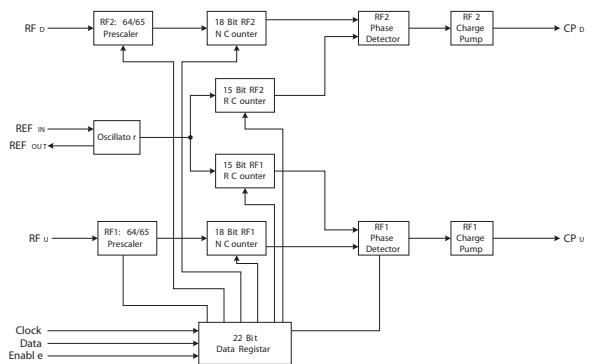 RF D
RF2: 64/65
Prescaler
18 Bit RF2
N C ounter
RF2
Phase
Detector
RF 2
Charge
Pump
CP D
15 Bit RF2
R C ounter
REF IN
REF OUT
Oscillato r
15 Bit RF1
R C ounter
RF U
RF1: 64/65
Prescaler
18 Bit RF1
N C ounter
RF1
Phase
Detector
RF1
Charge
Pump
CP U
Clock
Data
Enabl e
22 Bit
Data Registar